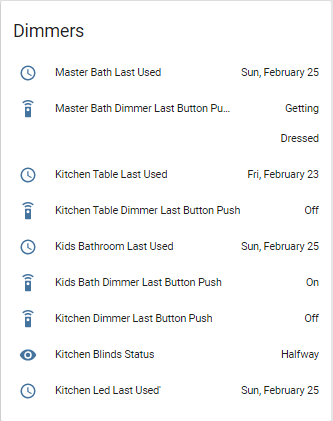 Dimmers
Master Bath Last Used Sun, February 25
Master Bath Dimmer Last Button Pu... Getting
Dressed
Kitchen Table Last Used Fri, February 23
Kitchen Table Dimmer Last Button Push Off
Kids Bathroom Last Used Sun, February 25
Kids Bath Dimmer Last Button Push On
Kitchen Dimmer Last Button Push Off
Kitchen Blinds Status Halfway
Kitchen Led Last Used' Sun, February 25